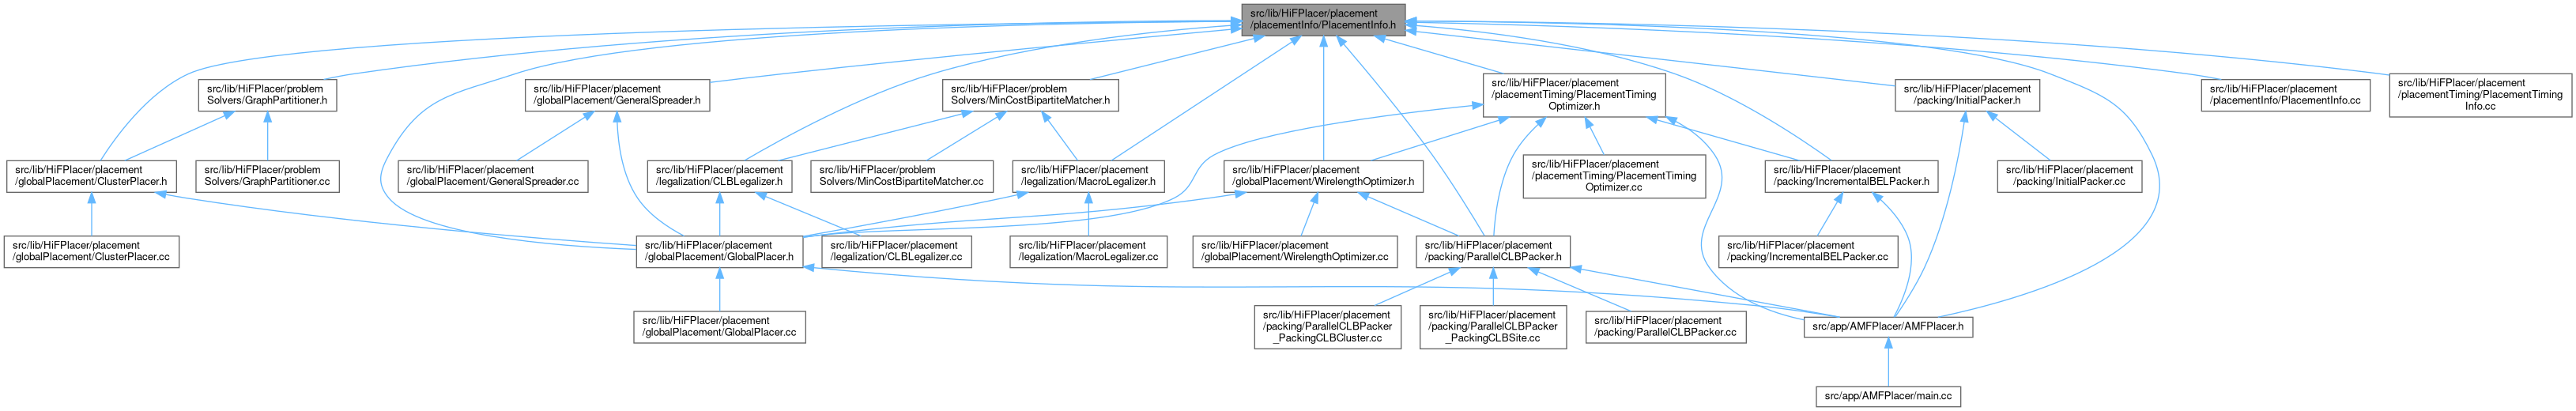 src/lib/HiFPlacer/placement
/placementInfo/PlacementInfo.h
src/lib/HiFPlacer/problem
Solvers/GraphPartitioner.h
src/lib/HiFPlacer/placement
/globalPlacement/GeneralSpreader.h
src/lib/HiFPlacer/problem
Solvers/MinCostBipartiteMatcher.h
src/lib/HiFPlacer/placement
/placementTiming/PlacementTiming
Optimizer.h
src/lib/HiFPlacer/placement
/packing/InitialPacker.h
src/lib/HiFPlacer/placement
/placementInfo/PlacementInfo.cc
src/lib/HiFPlacer/placement
/placementTiming/PlacementTiming
Info.cc
src/lib/HiFPlacer/placement
/globalPlacement/ClusterPlacer.h
src/lib/HiFPlacer/problem
Solvers/GraphPartitioner.cc
src/lib/HiFPlacer/placement
/globalPlacement/GeneralSpreader.cc
src/lib/HiFPlacer/placement
/legalization/CLBLegalizer.h
src/lib/HiFPlacer/problem
Solvers/MinCostBipartiteMatcher.cc
src/lib/HiFPlacer/placement
/legalization/MacroLegalizer.h
src/lib/HiFPlacer/placement
/globalPlacement/WirelengthOptimizer.h
src/lib/HiFPlacer/placement
/placementTiming/PlacementTiming
Optimizer.cc
src/lib/HiFPlacer/placement
/packing/IncrementalBELPacker.h
src/lib/HiFPlacer/placement
/packing/InitialPacker.cc
src/lib/HiFPlacer/placement
/globalPlacement/ClusterPlacer.cc
src/lib/HiFPlacer/placement
/globalPlacement/GlobalPlacer.h
src/lib/HiFPlacer/placement
/legalization/CLBLegalizer.cc
src/lib/HiFPlacer/placement
/legalization/MacroLegalizer.cc
src/lib/HiFPlacer/placement
/globalPlacement/WirelengthOptimizer.cc
src/lib/HiFPlacer/placement
/packing/ParallelCLBPacker.h
src/lib/HiFPlacer/placement
/packing/IncrementalBELPacker.cc
src/lib/HiFPlacer/placement
/globalPlacement/GlobalPlacer.cc
src/lib/HiFPlacer/placement
/packing/ParallelCLBPacker
_PackingCLBCluster.cc
src/lib/HiFPlacer/placement
/packing/ParallelCLBPacker
_PackingCLBSite.cc
src/lib/HiFPlacer/placement
/packing/ParallelCLBPacker.cc
src/app/AMFPlacer/AMFPlacer.h
src/app/AMFPlacer/main.cc